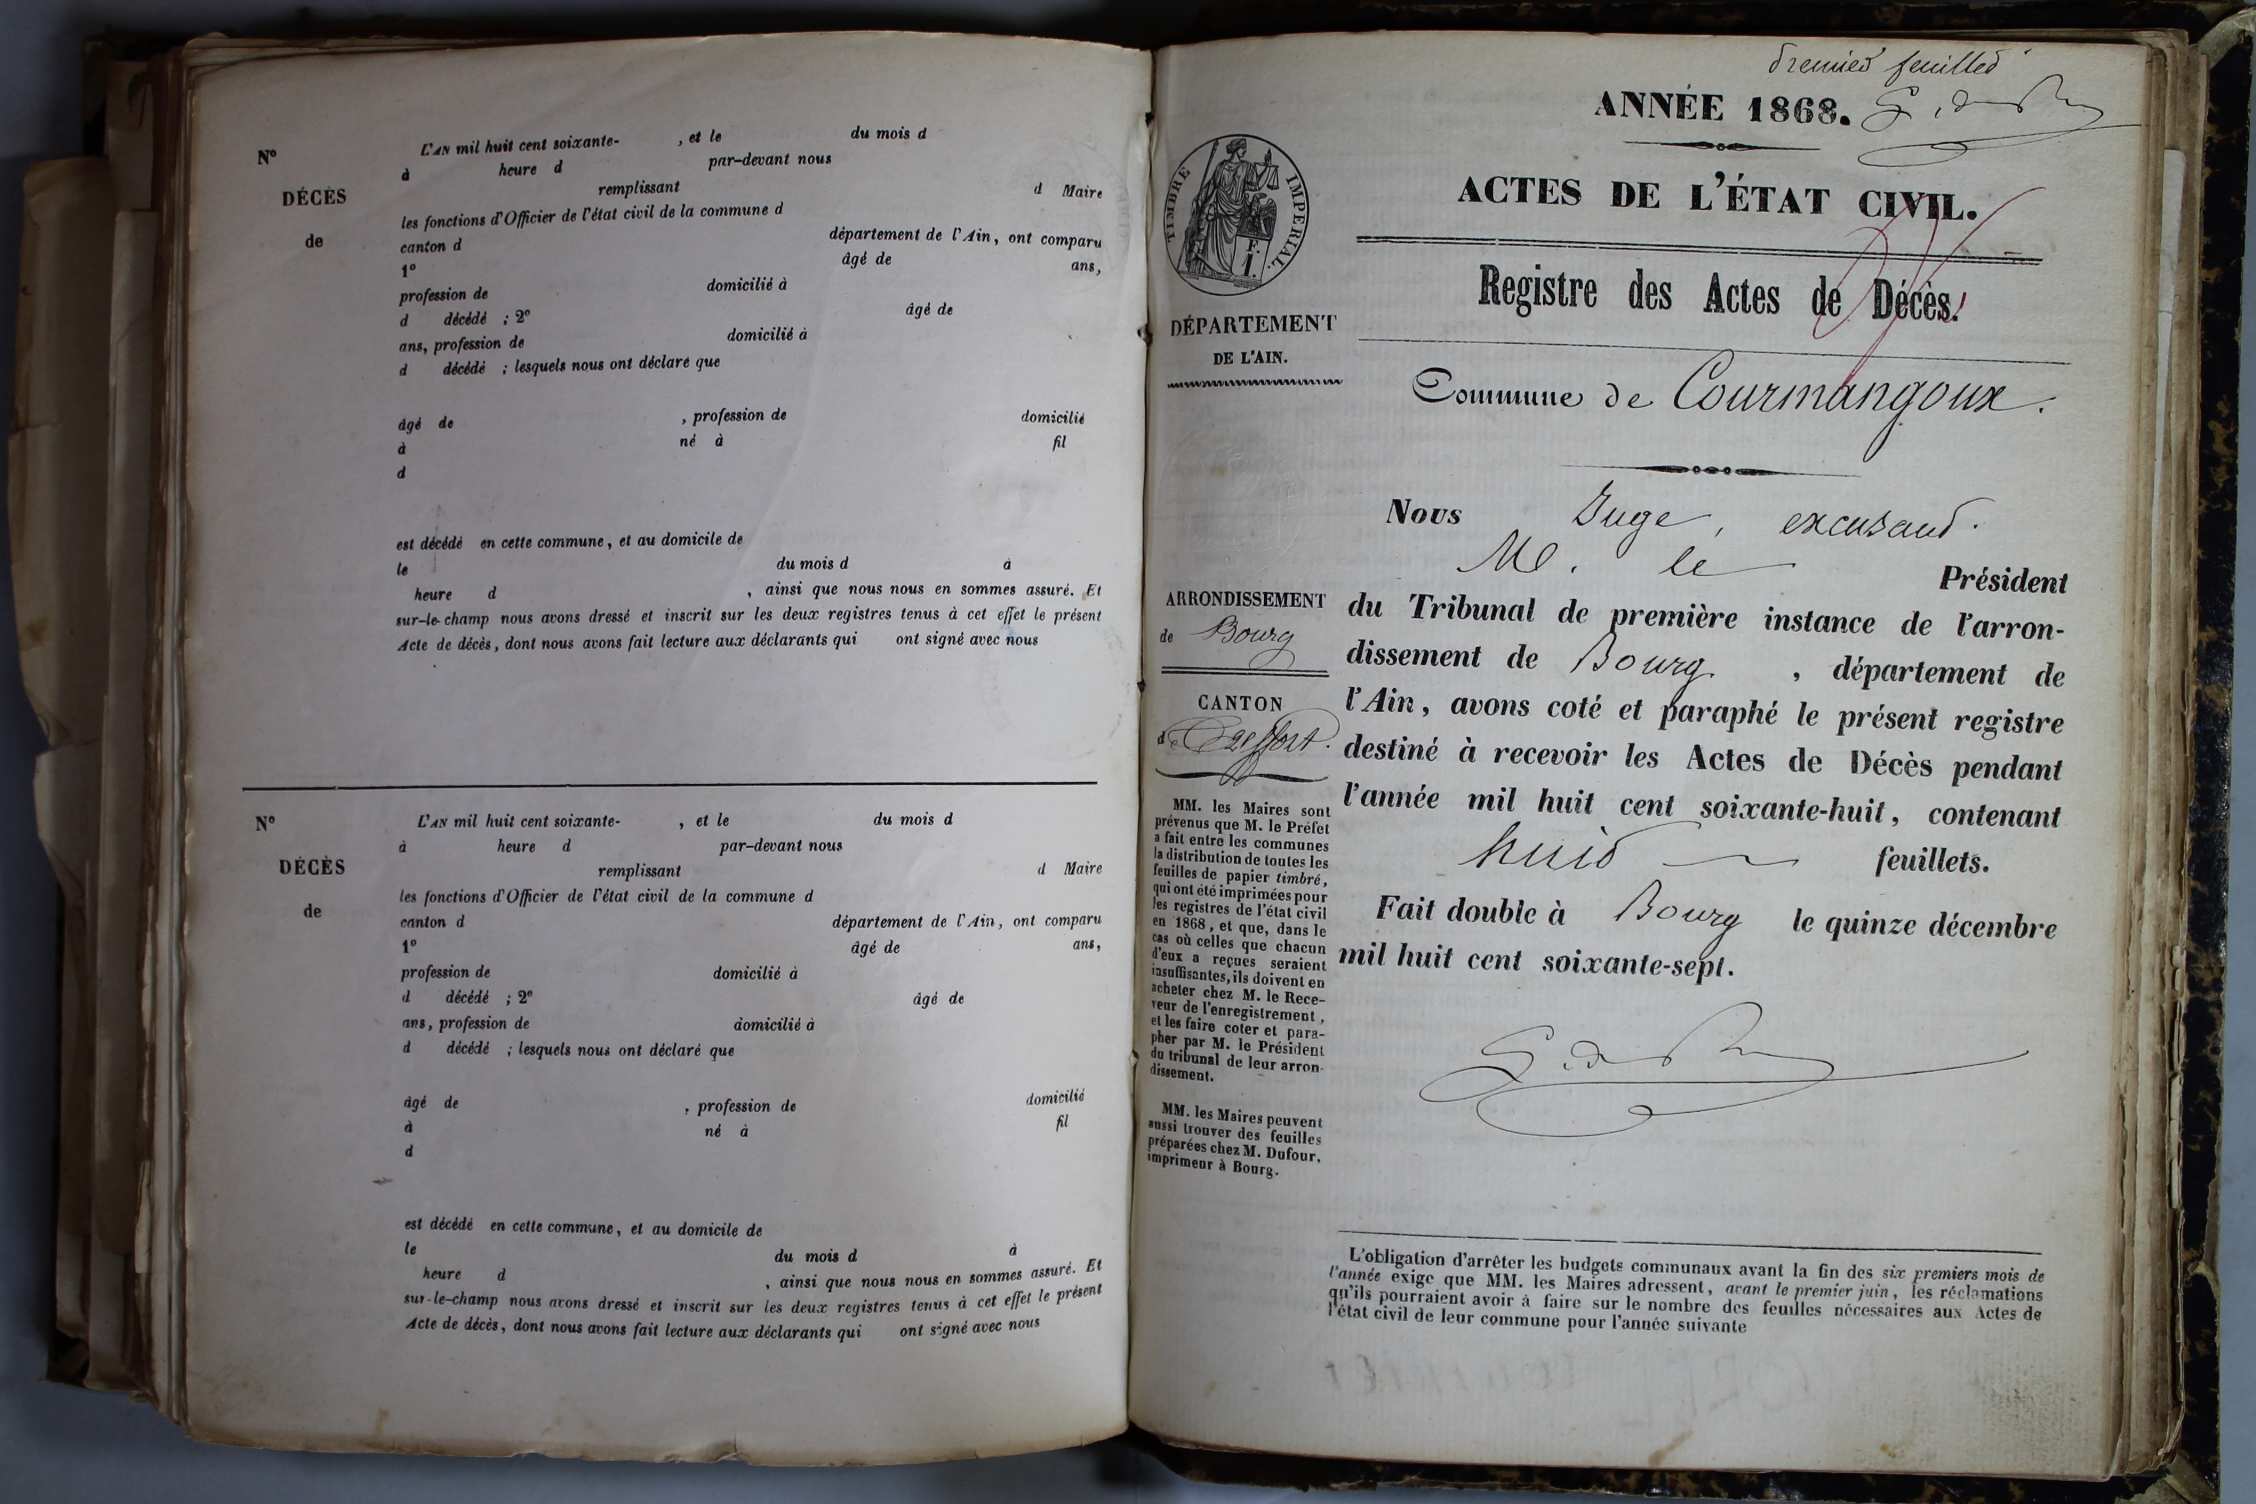 N°
DÉCÈS
de
L'AN mil huit cent soixante- , et le du mois d
à heure d par-devant nous
remplissant d Maire
les fonctions d'Officier de l'état civil de la commune d
canton d département de l'Ain, ont comparu
1° âgé de ans,
profession de domicilié à
d décédé ; 2° âgé de
ans, profession de domicilié à
d décédé ; lesquels nous ont déclaré que
âgé de , profession de domicilié
à né à fil
d
est décédé en cette commune, et au domicile de
le du mois d à
heure d , ainsi que nous nous en sommes assuré. Et
sur-le-champ nous avons dressé et inscrit sur les deux registres tenus à cet effet le présent
Acte de décès, dont nous avons fait lecture aux déclarants qui ont signé avec nous
N°
DÉCÈS
de
L'AN mil huit cent soixante- , et le du mois d
à heure d par-devant nous
remplissant d Maire
les fonctions d'Officier de l'état civil de la commune d
canton d département de l'Ain, ont comparu
1° âgé de ans,
profession de domicilié à
d décédé ; 2° âgé de
ans, profession de domicilié à
d décédé ; lesquels nous ont déclaré que
âgé de , profession de domicilié
à né à fil
d
est décédé en cette commune, et au domicile de
le du mois d à
heure d , ainsi que nous nous en sommes assuré. Et
sur-le-champ nous avons dressé et inscrit sur les deux registres tenus à cet effet le présent
Acte de décès, dont nous avons fait lecture aux déclarants qui ont signé avec nous
premier feuillet
ANNÉE 1868.
ACTES DE L'ÉTAT CIVIL.
Registre des Actes de Décès.
Commune de Courmangoux.
TIMBRE IMPÉRIAL.
DÉPARTEMENT
DE L'AIN.
ARRONDISSEMENT
de Bourg
CANTON
de Treffort.
MM. les Maires sont
prévenus que M. le Préfet
a fait entre les communes
la distribution de toutes les
feuilles de papier timbré,
qui ont été imprimées pour
les registres de l'état civil
en 1868, et que, dans le
cas où celles que chacun
d'eux a reçues seraient
insuffisantes, ils doivent en
acheter chez M. le Rece-
veur de l'enregistrement,
et les faire coter et para-
pher par M. le Président
du tribunal de leur arron-
dissement.
MM. les Maires peuvent
aussi trouver des feuilles
préparées chez M. Dufour,
imprimeur à Bourg.
Nous Juge, excusant
M. le Président
du Tribunal de première instance de l'arron-
dissement de Bourg , département de
l'Ain, avons coté et paraphé le présent registre
destiné à recevoir les Actes de Décès pendant
l'année mil huit cent soixante-huit, contenant
huit feuillets.
Fait double à Bourg le quinze décembre
mil huit cent soixante-sept.
L'obligation d'arrêter les budgets communaux avant la fin des six premiers mois de
l'année exige que MM. les Maires adressent, avant le premier juin, les réclamations
qu'ils pourraient avoir à faire sur le nombre des feuilles nécessaires aux Actes de
l'état civil de leur commune pour l'année suivante